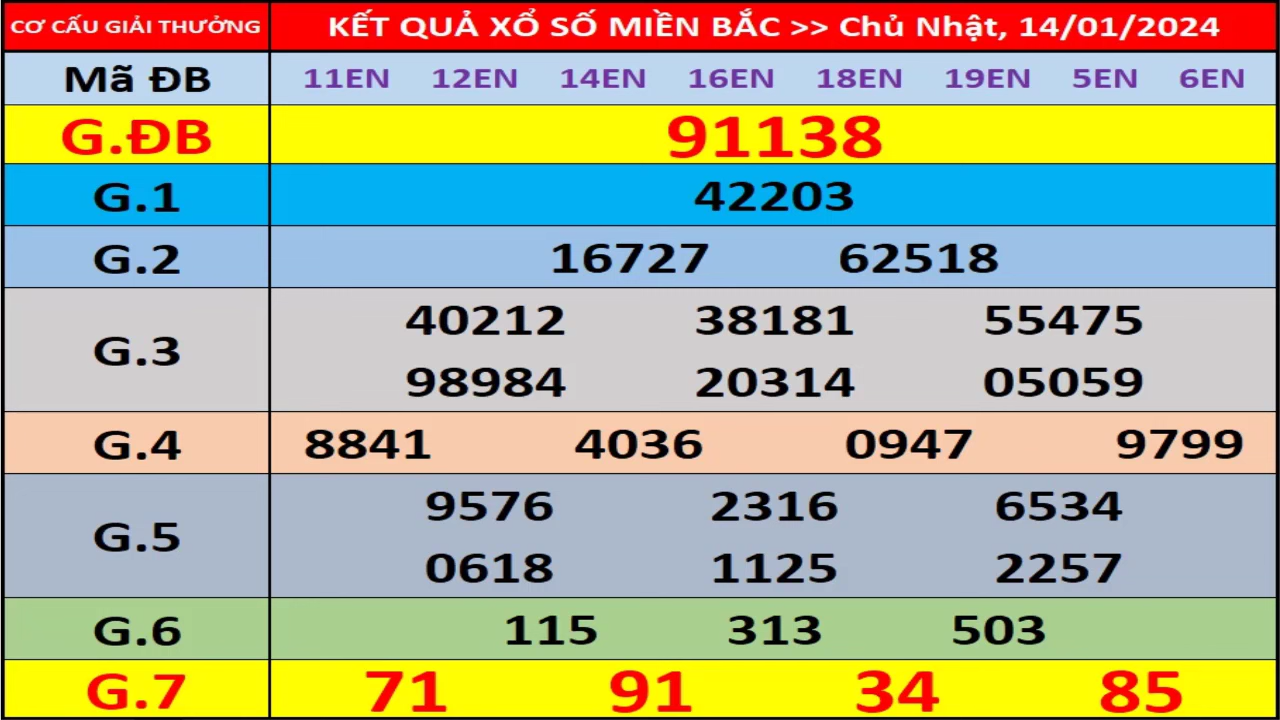 CƠ CẤU GIẢI THƯỞNG KẾT QUẢ XỔ SỐ MIỀN BẮC >> Chủ Nhật, 14/01/2024
Mã ĐB 11EN 12EN 14EN 16EN 18EN 19EN 5EN 6EN
G.ĐB 91138
G.1 42203
G.2 16727 62518
G.3
40212 38181 55475
98984 20314 05059
G.4 8841 4036 0947 9799
G.5
9576 2316 6534
0618 1125 2257
G.6 115 313 503
G.7 71 91 34 85